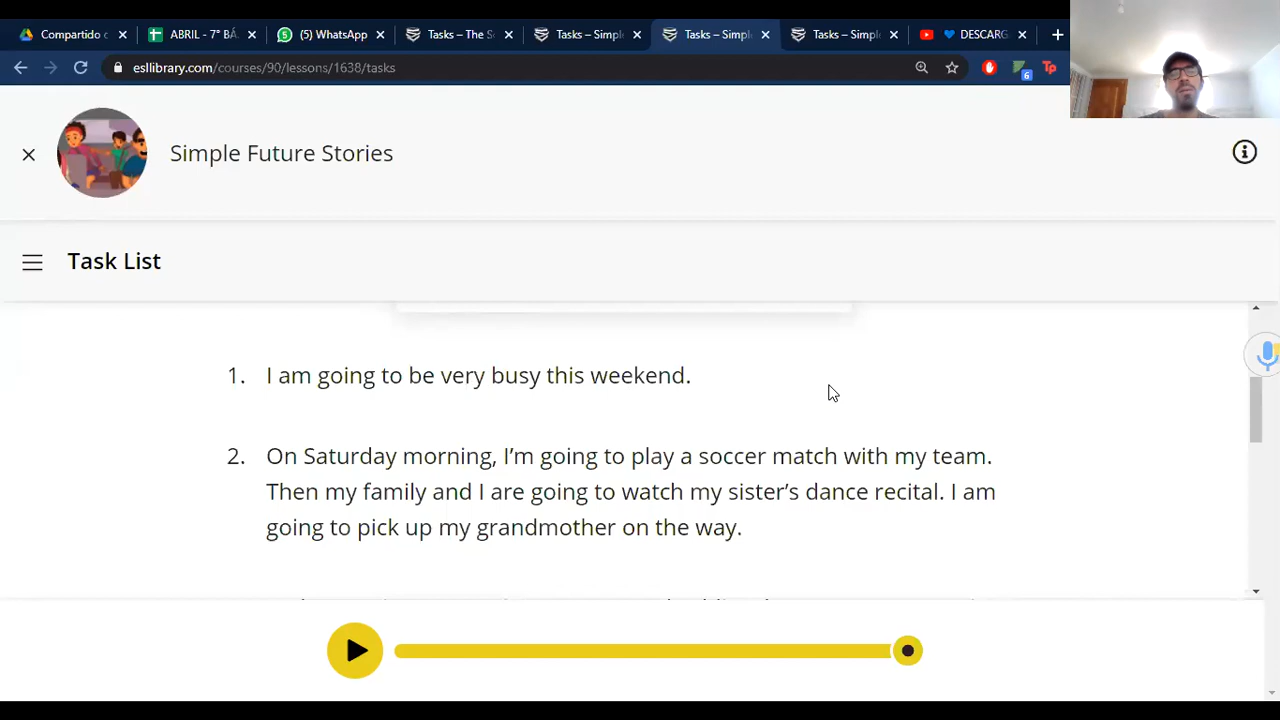 Compartido c
ABRIL - 7° BÁ
(5) WhatsApp
Tasks – The S
Tasks – Simpl
Tasks – Simpl
Tasks – Simpl
DESCARG
esllibrary.com/courses/90/lessons/1638/tasks
6
Tp
Simple Future Stories
Task List
1. I am going to be very busy this weekend.
2. On Saturday morning, I'm going to play a soccer match with my team.
Then my family and I are going to watch my sister's dance recital. I am
going to pick up my grandmother on the way.